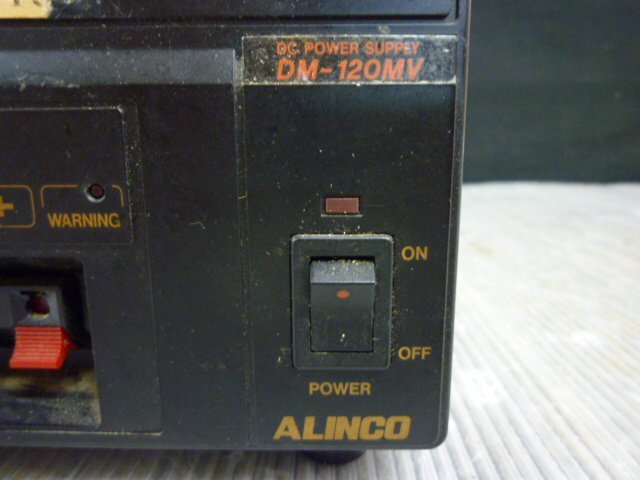 DC POWER SUPPLY
DM-120MV
+
WARNING
ON
OFF
POWER
ALINCO